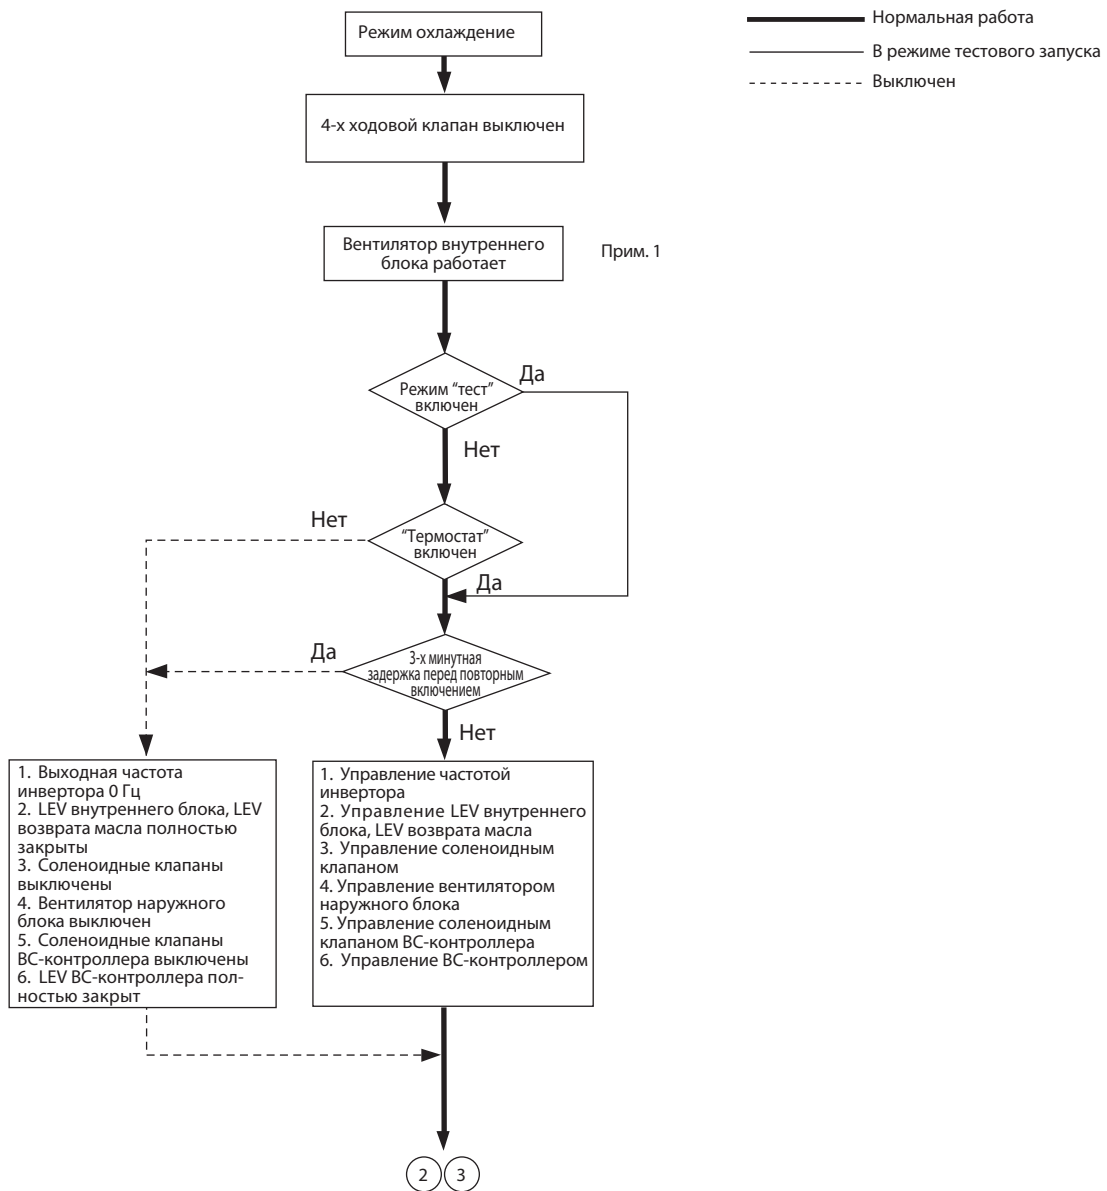 Режим охлаждение
Нормальная работа
В режиме тестового запуска
Выключен
4-х ходовой клапан выключен
Вентилятор внутреннего
блока работает
Прим. 1
Режим “тест”
включен
Да
Нет
“Термостат”
включен
Нет
Да
3-х минутная
задержка перед повторным
включением
Да
Нет
1. Выходная частота
инвертора 0 Гц
2. LEV внутреннего блока, LEV
возврата масла полностью
закрыты
3. Соленоидные клапаны
выключены
4. Вентилятор наружного
блока выключен
5. Соленоидные клапаны
ВС-контроллера выключены
6. LEV ВС-контроллера пол-
ностью закрыт
1. Управление частотой
инвертора
2. Управление LEV внутреннего
блока, LEV возврата масла
3. Управление соленоидным
клапаном
4. Управление вентилятором
наружного блока
5. Управление соленоидным
клапаном ВС-контроллера
6. Управление ВС-контроллером
2 3